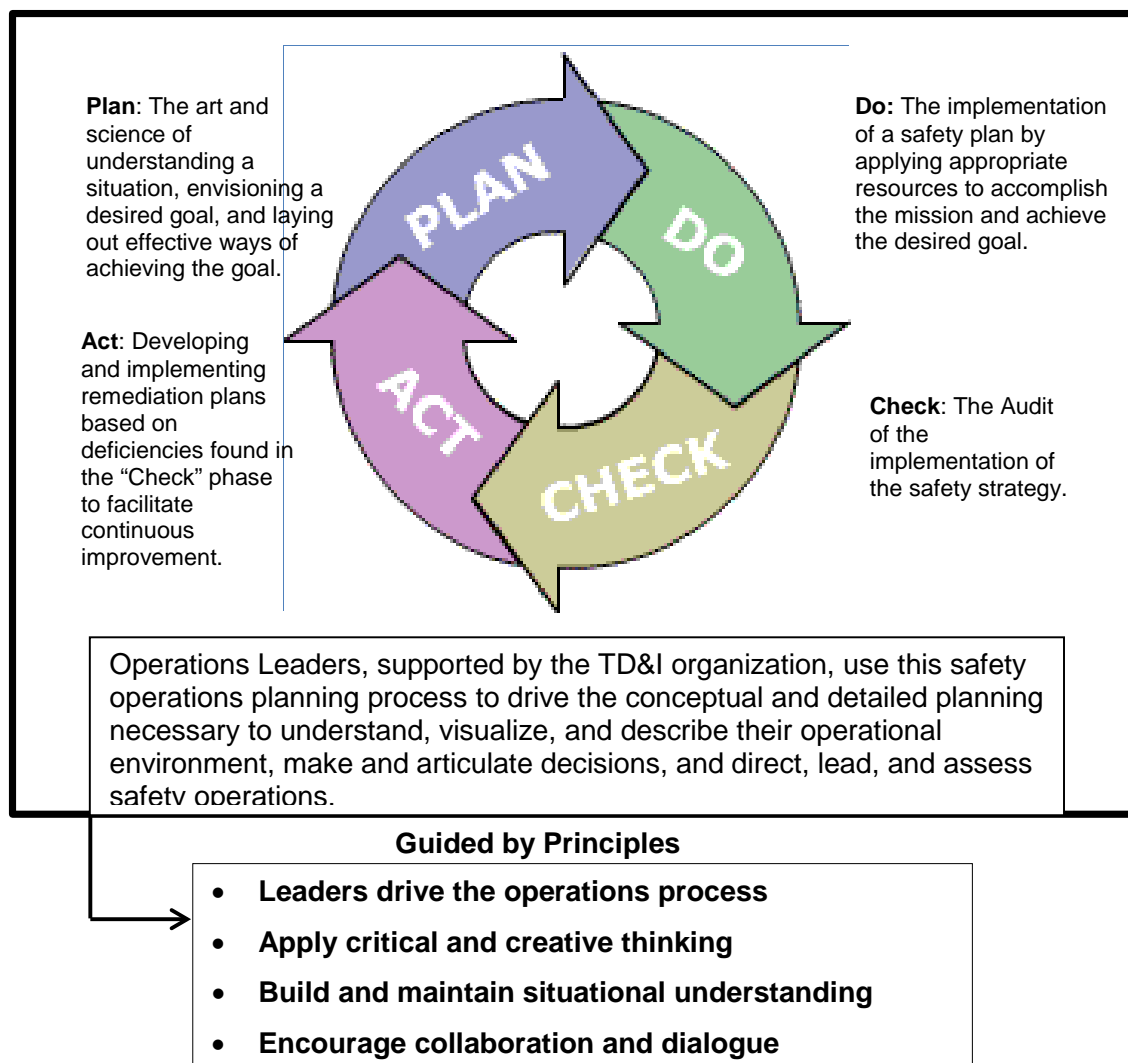 Plan: The art and
science of
understanding a
situation, envisioning a
desired goal, and laying
out effective ways of
achieving the goal.
Act: Developing
and implementing
remediation plans
based on
deficiencies found in
the “Check” phase
to facilitate
continuous
improvement.
PLAN
DO
CHECK
ACT
Do: The implementation
of a safety plan by
applying appropriate
resources to accomplish
the mission and achieve
the desired goal.
Check: The Audit
of the
implementation of
the safety strategy.
Operations Leaders, supported by the TD&I organization, use this safety
operations planning process to drive the conceptual and detailed planning
necessary to understand, visualize, and describe their operational
environment, make and articulate decisions, and direct, lead, and assess
safety operations.
Guided by Principles
• Leaders drive the operations process
• Apply critical and creative thinking
• Build and maintain situational understanding
• Encourage collaboration and dialogue